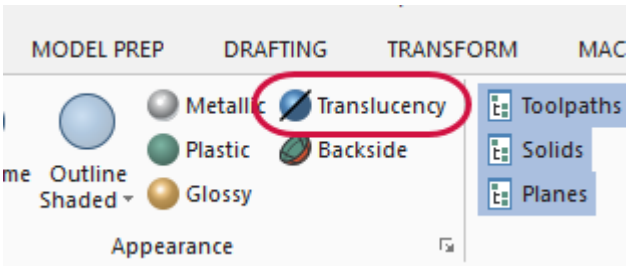 MODEL PREP DRAFTING TRANSFORM MAC
Metallic Translucency Toolpaths
Plastic Backside Solids
me Outline
Shaded Glossy Planes
Appearance